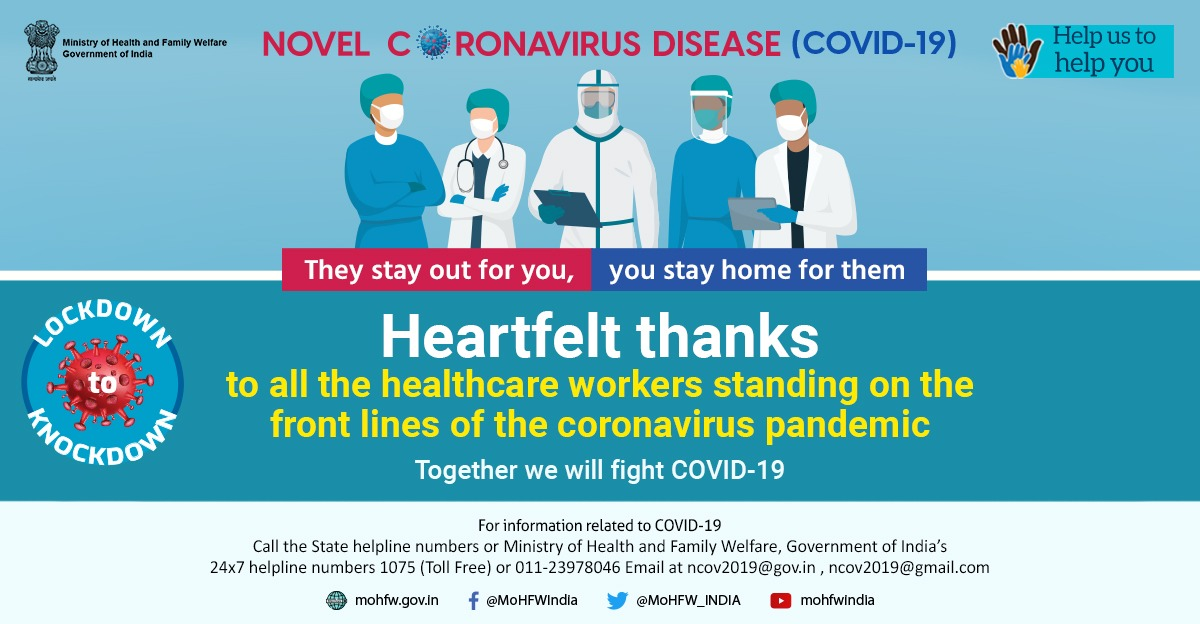 Ministry of Health and Family Welfare
Government of India
सत्यमेव जयते
NOVEL CORONAVIRUS DISEASE (COVID-19)
Help us to
help you
They stay out for you, you stay home for them
LOCKDOWN
to
KNOCKDOWN
Heartfelt thanks
to all the healthcare workers standing on the
front lines of the coronavirus pandemic
Together we will fight COVID-19
For information related to COVID-19
Call the State helpline numbers or Ministry of Health and Family Welfare, Government of India's
24x7 helpline numbers 1075 (Toll Free) or 011-23978046 Email at ncov2019@gov.in , ncov2019@gmail.com
mohfw.gov.in @MoHFWIndia @MoHFW_INDIA mohfwindia